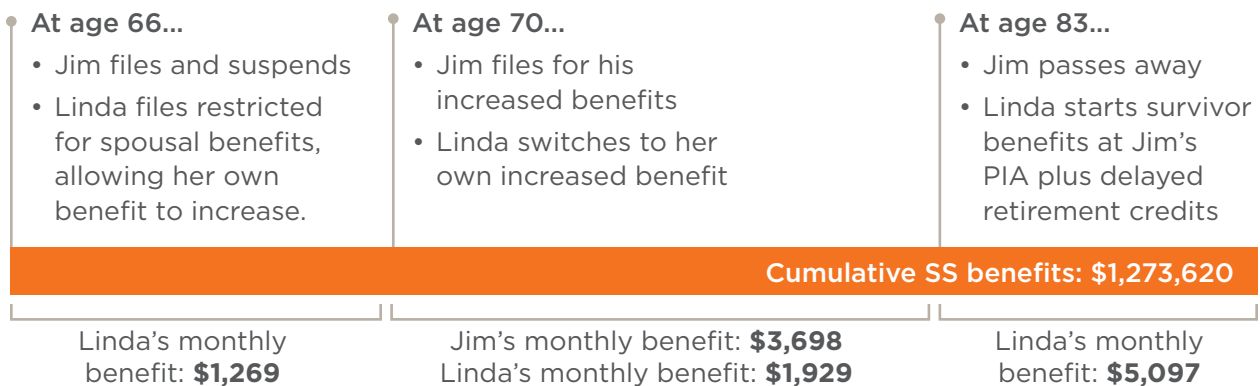 At age 66...
• Jim files and suspends
• Linda files restricted
for spousal benefits,
allowing her own
benefit to increase.
At age 70...
• Jim files for his
increased benefits
• Linda switches to her
own increased benefit
At age 83...
• Jim passes away
• Linda starts survivor
benefits at Jim’s
PIA plus delayed
retirement credits
Cumulative SS benefits: $1,273,620
Linda’s monthly
benefit: $1,269
Jim’s monthly benefit: $3,698
Linda’s monthly benefit: $1,929
Linda’s monthly
benefit: $5,097